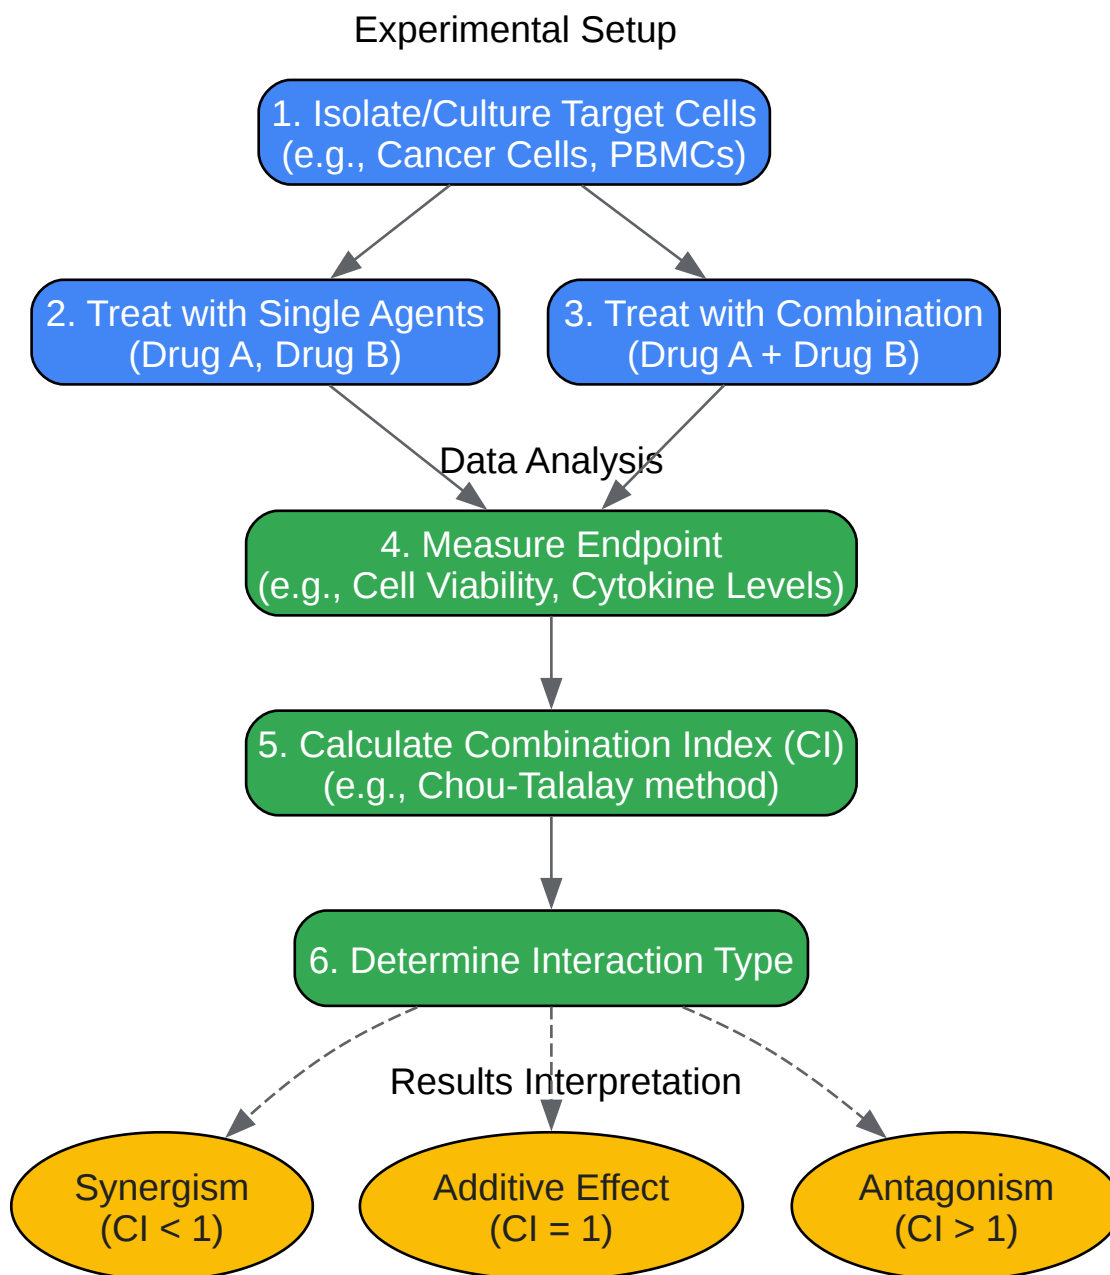 Experimental Setup
1. Isolate/Culture Target Cells
(e.g., Cancer Cells, PBMCs)
2. Treat with Single Agents
(Drug A, Drug B)
3. Treat with Combination
(Drug A + Drug B)
Data Analysis
4. Measure Endpoint
(e.g., Cell Viability, Cytokine Levels)
5. Calculate Combination Index (CI)
(e.g., Chou-Talalay method)
6. Determine Interaction Type
Results Interpretation
Synergism
(CI < 1)
Additive Effect
(CI = 1)
Antagonism
(CI > 1)